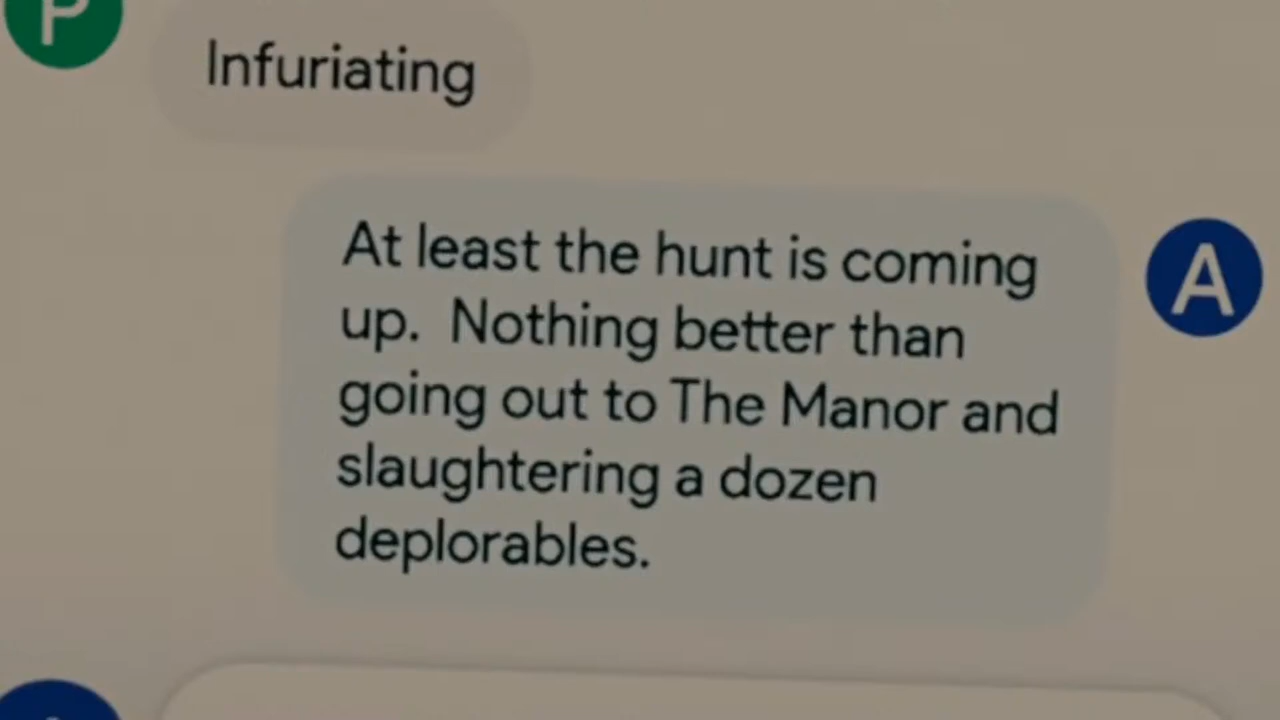 P
Infuriating
At least the hunt is coming
up.  Nothing better than
going out to The Manor and
slaughtering a dozen
deplorables.
A